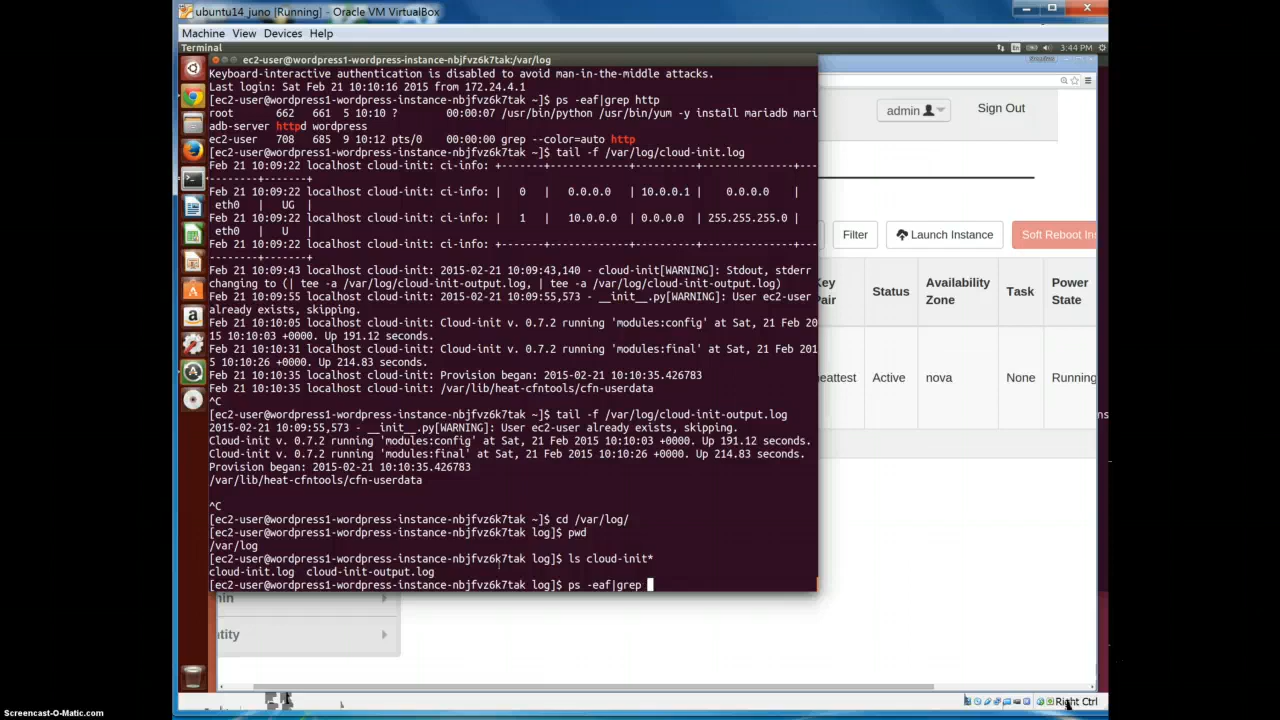 ubuntu14_juno [Running] - Oracle VM VirtualBox
Machine View Devices Help
Terminal
3:44 PM
ec2-user@wordpress1-wordpress-instance-nbjfvz6k7tak:/var/log
Keyboard-interactive authentication is disabled to avoid man-in-the-middle attacks.
Last login: Sat Feb 21 10:10:16 2015 from 172.24.4.1
[ec2-user@wordpress1-wordpress-instance-nbjfvz6k7tak ~]$ ps -eaf|grep http
root 662 661 5 10:10 ? 00:00:07 /usr/bin/python /usr/bin/yum -y install mariadb mari
adb-server httpd wordpress
ec2-user 708 685 9 10:12 pts/0 00:00:00 grep --color=auto http
[ec2-user@wordpress1-wordpress-instance-nbjfvz6k7tak ~]$ tail -f /var/log/cloud-init.log
Feb 21 10:09:22 localhost cloud-init: ci-info: +-------+-------------+----------+---------------+---
--------+-------+
Feb 21 10:09:22 localhost cloud-init: ci-info: | 0 | 0.0.0.0 | 10.0.0.1 | 0.0.0.0 |
eth0 | UG |
Feb 21 10:09:22 localhost cloud-init: ci-info: | 1 | 10.0.0.0 | 0.0.0.0 | 255.255.255.0 |
eth0 | U |
Feb 21 10:09:22 localhost cloud-init: ci-info: +-------+-------------+----------+---------------+---
--------+-------+
Feb 21 10:09:43 localhost cloud-init: 2015-02-21 10:09:43,140 - cloud-init[WARNING]: Stdout, stderr
changing to (| tee -a /var/log/cloud-init-output.log, | tee -a /var/log/cloud-init-output.log)
Feb 21 10:09:55 localhost cloud-init: 2015-02-21 10:09:55,573 - __init__.py[WARNING]: User ec2-user
already exists, skipping.
Feb 21 10:10:05 localhost cloud-init: Cloud-init v. 0.7.2 running 'modules:config' at Sat, 21 Feb 20
15 10:10:03 +0000. Up 191.12 seconds.
Feb 21 10:10:31 localhost cloud-init: Cloud-init v. 0.7.2 running 'modules:final' at Sat, 21 Feb 201
5 10:10:26 +0000. Up 214.83 seconds.
Feb 21 10:10:35 localhost cloud-init: Provision began: 2015-02-21 10:10:35.426783
Feb 21 10:10:35 localhost cloud-init: /var/lib/heat-cfntools/cfn-userdata
^C
[ec2-user@wordpress1-wordpress-instance-nbjfvz6k7tak ~]$ tail -f /var/log/cloud-init-output.log
2015-02-21 10:09:55,573 - __init__.py[WARNING]: User ec2-user already exists, skipping.
Cloud-init v. 0.7.2 running 'modules:config' at Sat, 21 Feb 2015 10:10:03 +0000. Up 191.12 seconds.
Cloud-init v. 0.7.2 running 'modules:final' at Sat, 21 Feb 2015 10:10:26 +0000. Up 214.83 seconds.
Provision began: 2015-02-21 10:10:35.426783
/var/lib/heat-cfntools/cfn-userdata
^C
[ec2-user@wordpress1-wordpress-instance-nbjfvz6k7tak ~]$ cd /var/log/
[ec2-user@wordpress1-wordpress-instance-nbjfvz6k7tak log]$ pwd
/var/log
[ec2-user@wordpress1-wordpress-instance-nbjfvz6k7tak log]$ ls cloud-init*
cloud-init.log cloud-init-output.log
[ec2-user@wordpress1-wordpress-instance-nbjfvz6k7tak log]$ ps -eaf|grep
admin Sign Out
Filter Launch Instance Soft Reboot Ins
Key Pair Status Availability Zone Task Power State
eattest Active nova None Running
ns
min
ntity
Right Ctrl
Screencast-O-Matic.com